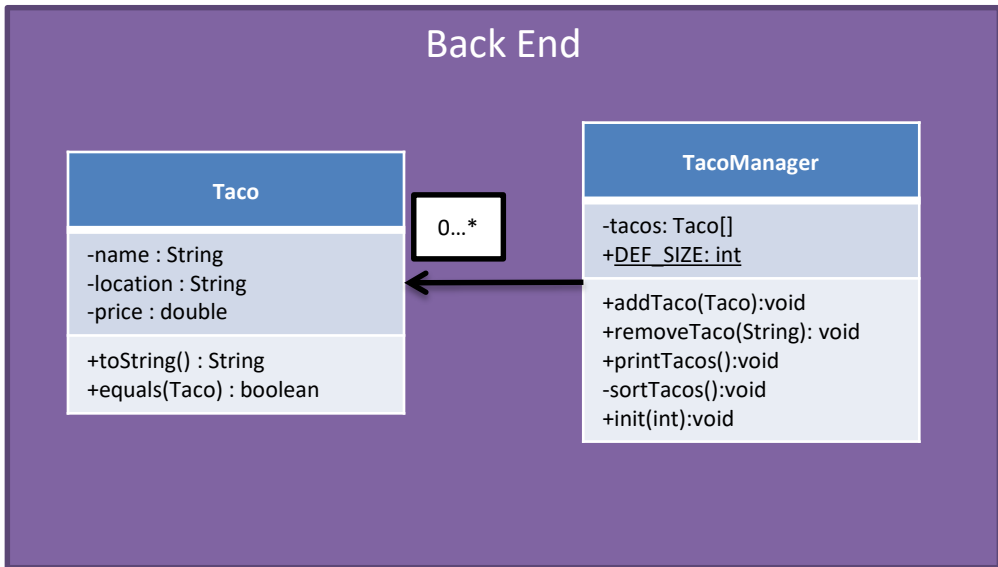 Back End
Taco
-name : String
-location : String
-price : double
+toString() : String
+equals(Taco) : boolean
0...*
TacoManager
-tacos: Taco[]
+DEF_SIZE: int
+addTaco(Taco):void
+removeTaco(String): void
+printTacos():void
-sortTacos():void
+init(int):void